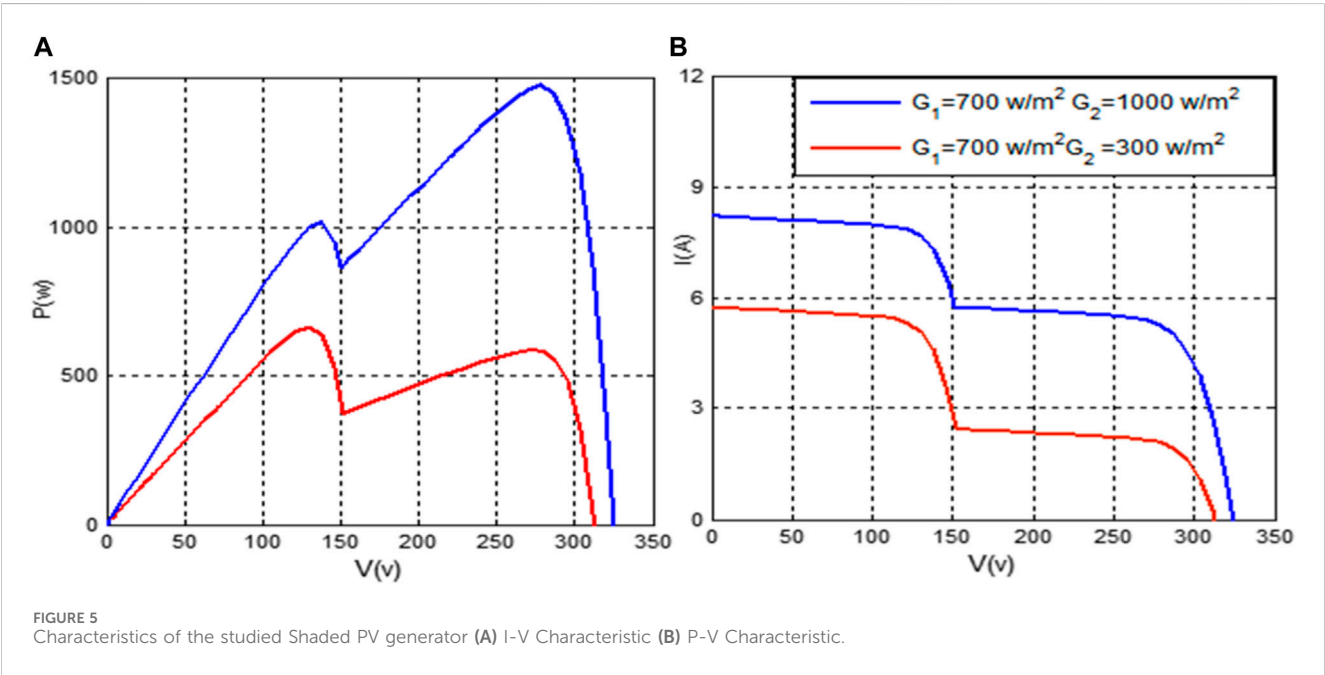 A
1500
1000
500
0
P(w)
0 50 100 150 200 250 300 350
V(v)
B
12
9
6
3
0
I(A)
G₁=700 w/m² G₂=1000 w/m²
G₁=700 w/m²G₂ =300 w/m²
0 50 100 150 200 250 300 350
V(v)
FIGURE 5
Characteristics of the studied Shaded PV generator (A) I-V Characteristic (B) P-V Characteristic.